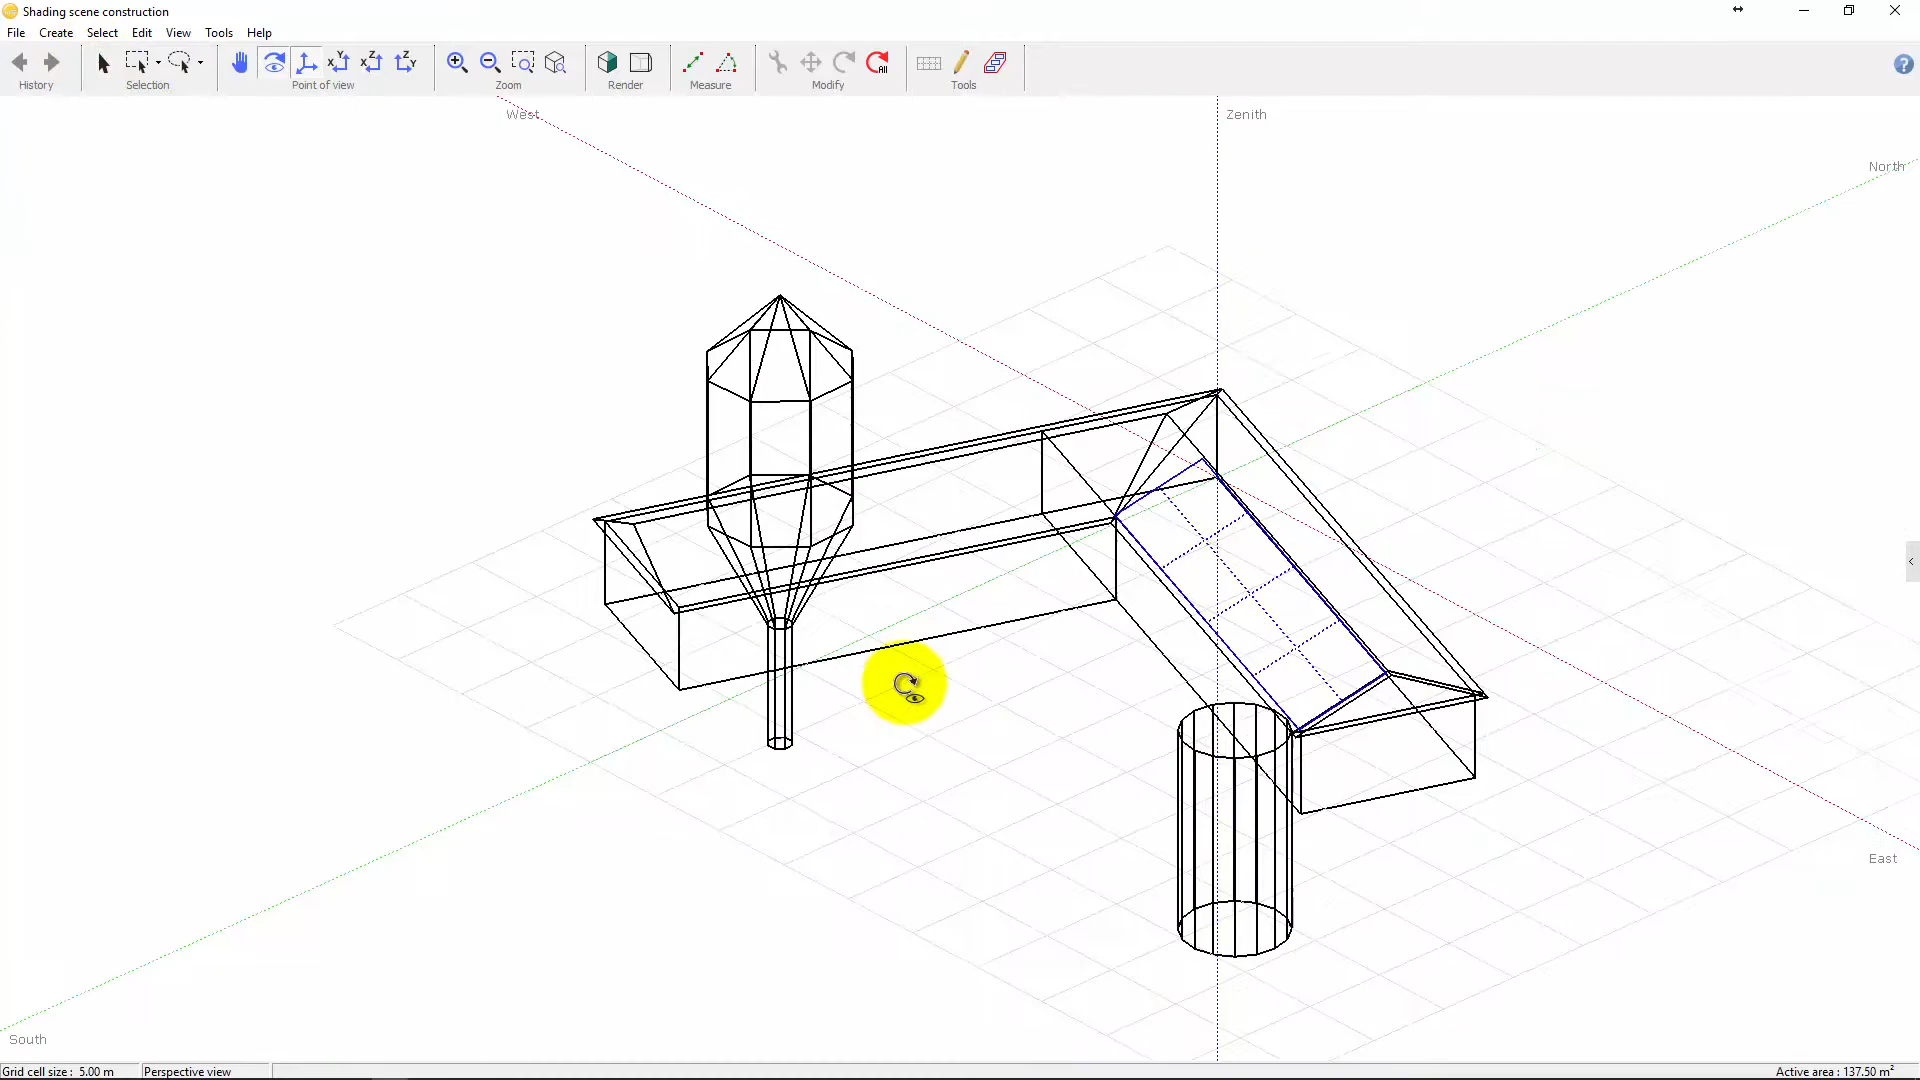 Shading scene construction
File Create Select Edit View Tools Help
X Y
X Z
Z Y
All
?
History Selection Point of view Zoom Render Measure Modify Tools
West
Zenith
North
East
South
Grid cell size : 5.00 m Perspective view Active area : 137.50 m²